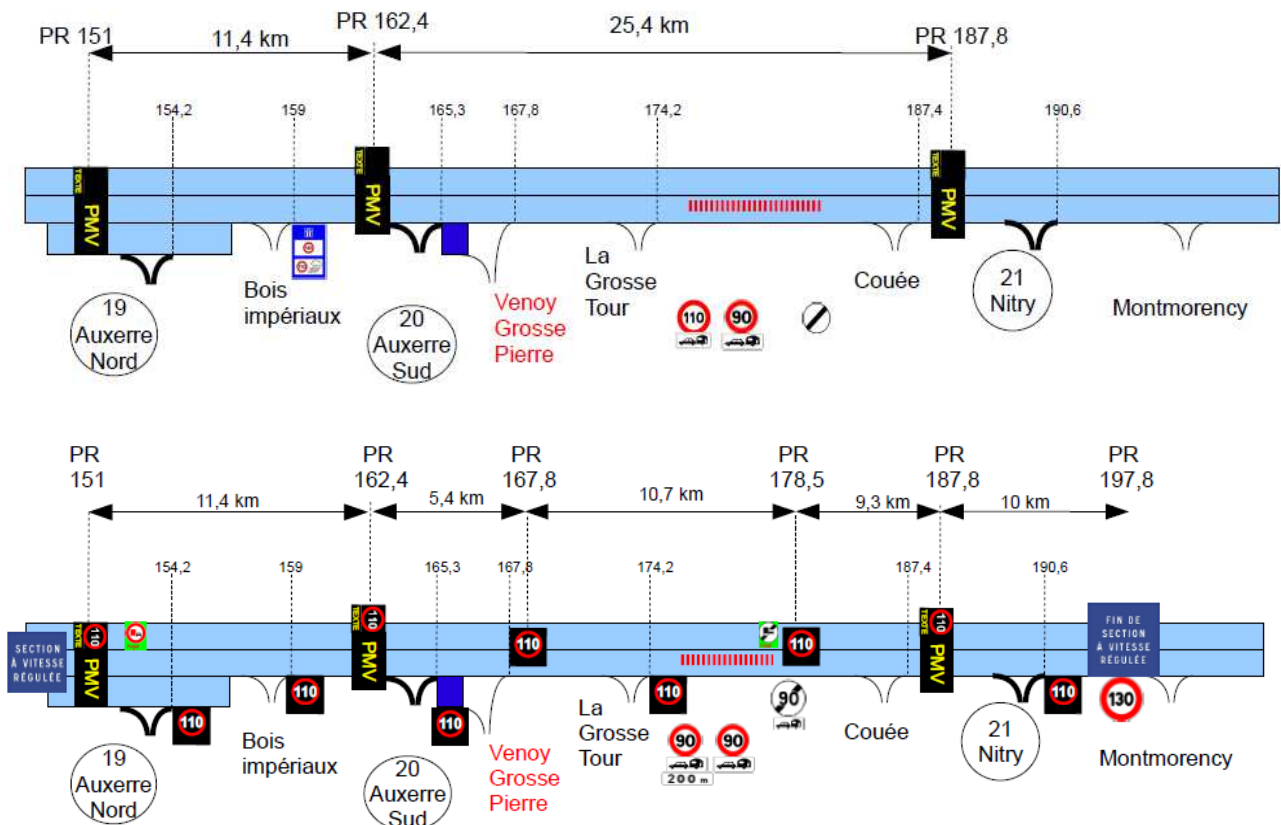 PR 151
11,4 km
PR 162,4
25,4 km
PR 187,8
154,2
159
165,3
167,8
174,2
187,4
190,6
TEXTE
PMV
TEXTE
PMV
TEXTE
PMV
19
Auxerre
Nord
Bois
impériaux
20
Auxerre
Sud
Venoy
Grosse
Pierre
La
Grosse
Tour
110
90
Couée
21
Nitry
Montmorency
PR
151
PR
162,4
PR
167,8
PR
178,5
PR
187,8
PR
197,8
11,4 km
5,4 km
10,7 km
9,3 km
10 km
154,2
159
165,3
167,8
174,2
187,4
190,6
SECTION
À VITESSE
RÉGULÉE
TEXTE
110
PMV
TEXTE
110
PMV
110
110
TEXTE
110
PMV
FIN DE
SECTION
À VITESSE
RÉGULÉE
110
110
110
110
110
130
19
Auxerre
Nord
Bois
impériaux
20
Auxerre
Sud
Venoy
Grosse
Pierre
La
Grosse
Tour
90
200 m
90
90
Couée
21
Nitry
Montmorency